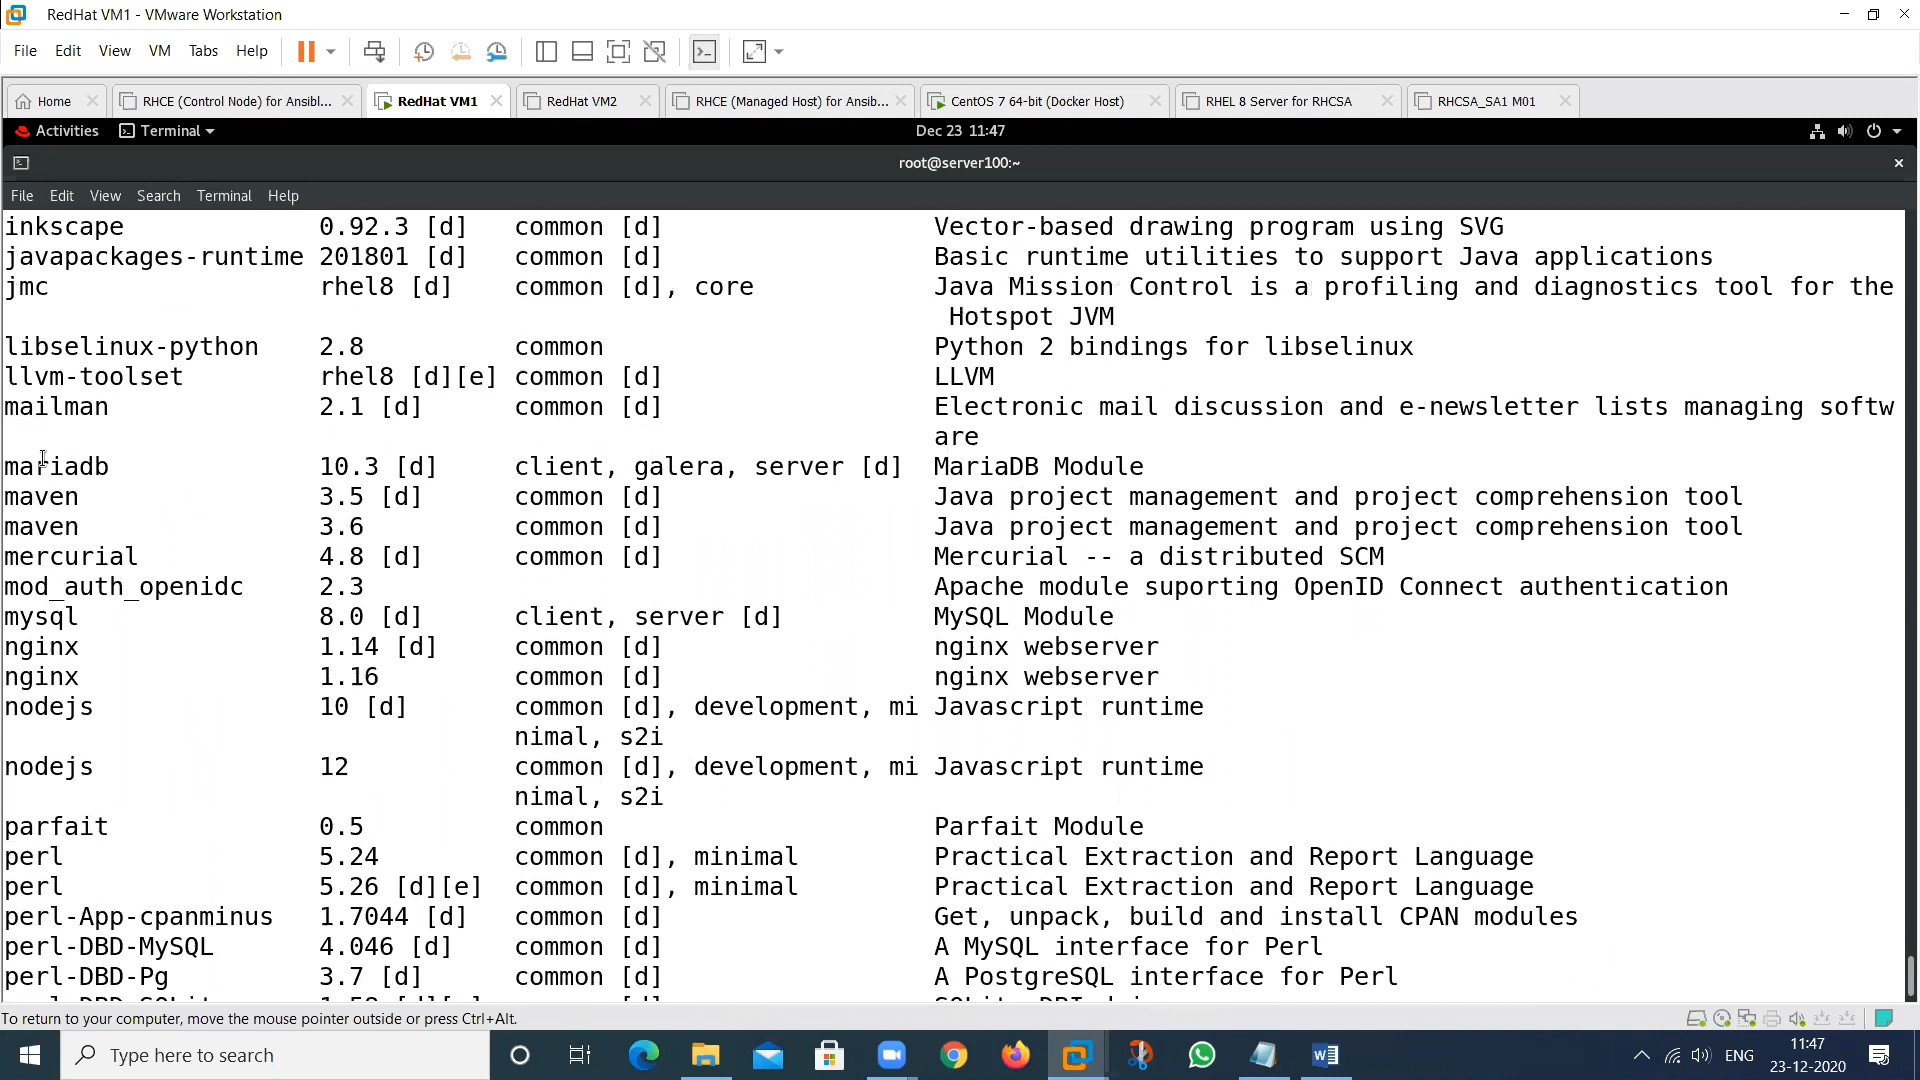 RedHat VM1 - VMware Workstation
File Edit View VM Tabs Help
Home RHCE (Control Node) for Ansibl... RedHat VM1 RedHat VM2 RHCE (Managed Host) for Ansib... CentOS 7 64-bit (Docker Host) RHEL 8 Server for RHCSA RHCSA_SA1 M01
Activities Terminal Dec 23 11:47
root@server100:~
File Edit View Search Terminal Help
inkscape 0.92.3 [d] common [d] Vector-based drawing program using SVG
javapackages-runtime 201801 [d] common [d] Basic runtime utilities to support Java applications
jmc rhel8 [d] common [d], core Java Mission Control is a profiling and diagnostics tool for the
Hotspot JVM
libselinux-python 2.8 common Python 2 bindings for libselinux
llvm-toolset rhel8 [d][e] common [d] LLVM
mailman 2.1 [d] common [d] Electronic mail discussion and e-newsletter lists managing softw
are
mariadb 10.3 [d] client, galera, server [d] MariaDB Module
maven 3.5 [d] common [d] Java project management and project comprehension tool
maven 3.6 common [d] Java project management and project comprehension tool
mercurial 4.8 [d] common [d] Mercurial -- a distributed SCM
mod_auth_openidc 2.3 Apache module suporting OpenID Connect authentication
mysql 8.0 [d] client, server [d] MySQL Module
nginx 1.14 [d] common [d] nginx webserver
nginx 1.16 common [d] nginx webserver
nodejs 10 [d] common [d], development, mi Javascript runtime
nimal, s2i
nodejs 12 common [d], development, mi Javascript runtime
nimal, s2i
parfait 0.5 common Parfait Module
perl 5.24 common [d], minimal Practical Extraction and Report Language
perl 5.26 [d][e] common [d], minimal Practical Extraction and Report Language
perl-App-cpanminus 1.7044 [d] common [d] Get, unpack, build and install CPAN modules
perl-DBD-MySQL 4.046 [d] common [d] A MySQL interface for Perl
perl-DBD-Pg 3.7 [d] common [d] A PostgreSQL interface for Perl
To return to your computer, move the mouse pointer outside or press Ctrl+Alt.
Type here to search
ENG
11:47
23-12-2020